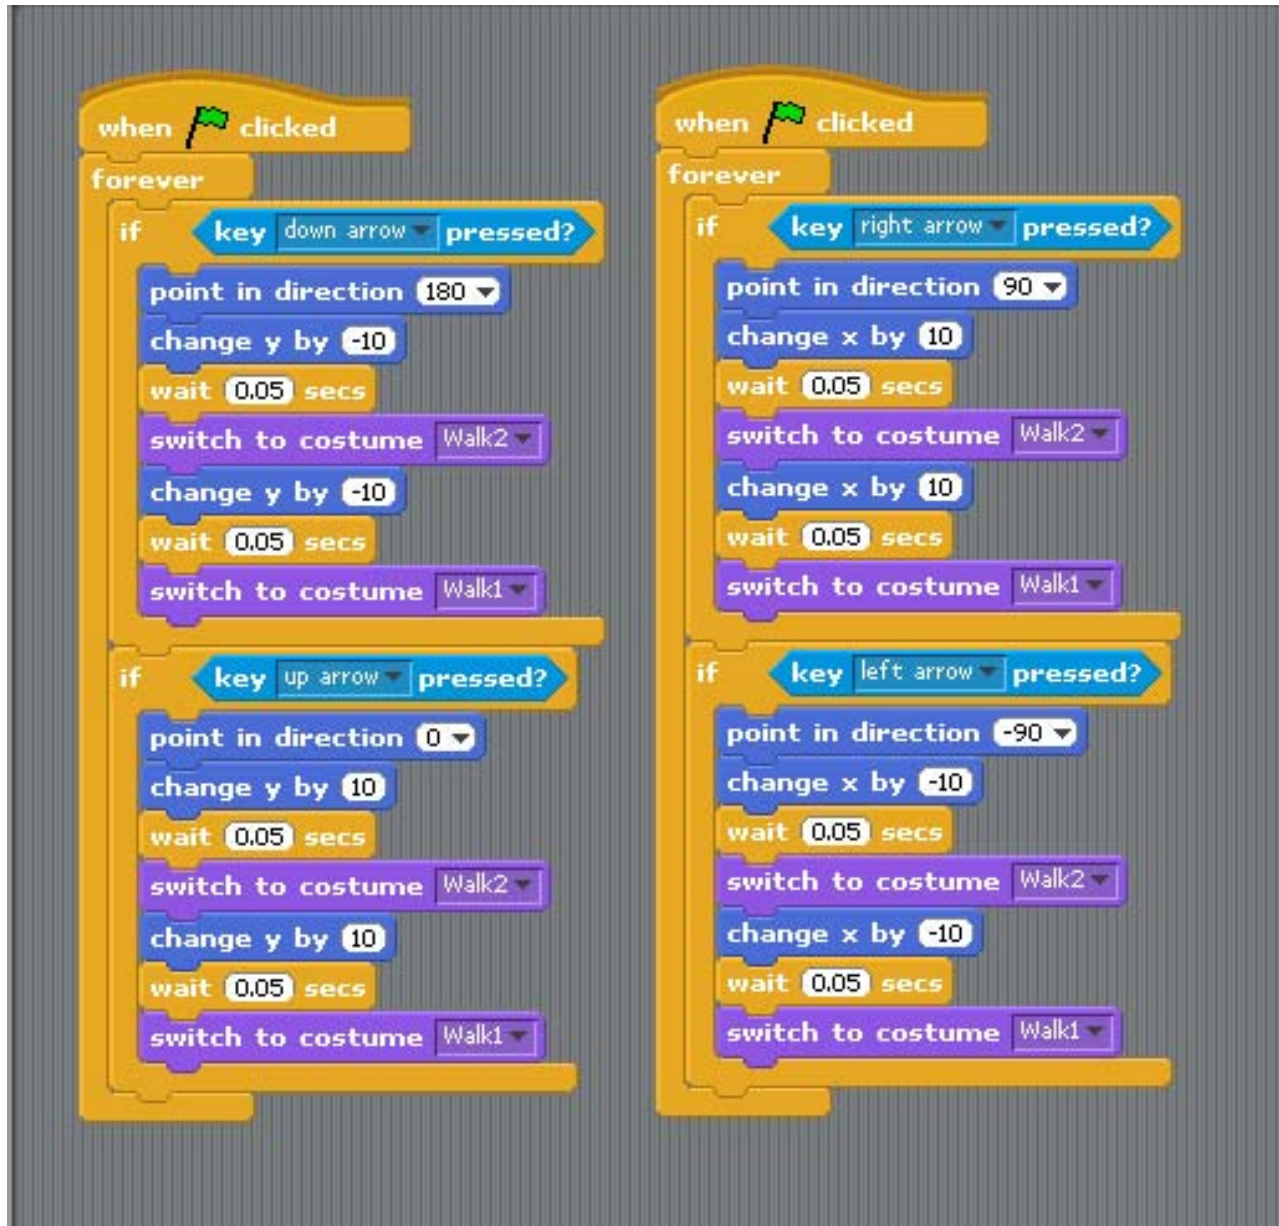 when clicked
forever
if key down arrow pressed?
point in direction 180
change y by -10
wait 0.05 secs
switch to costume Walk2
change y by -10
wait 0.05 secs
switch to costume Walk1
if key up arrow pressed?
point in direction 0
change y by 10
wait 0.05 secs
switch to costume Walk2
change y by 10
wait 0.05 secs
switch to costume Walk1
when clicked
forever
if key right arrow pressed?
point in direction 90
change x by 10
wait 0.05 secs
switch to costume Walk2
change x by 10
wait 0.05 secs
switch to costume Walk1
if key left arrow pressed?
point in direction -90
change x by -10
wait 0.05 secs
switch to costume Walk2
change x by -10
wait 0.05 secs
switch to costume Walk1